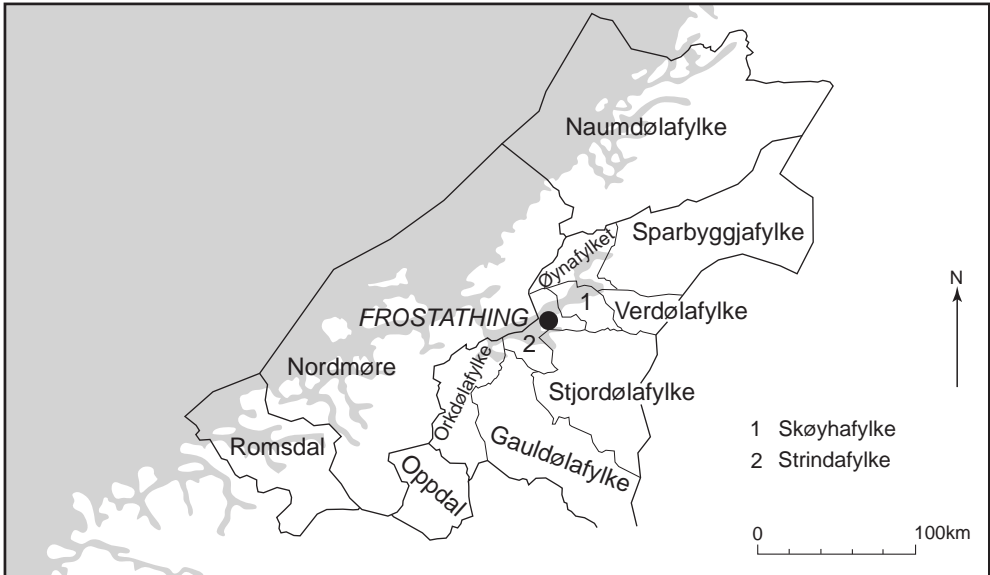 Naumdølafylke
Sparbyggjafylke
Øynafylket
N
1
Verdølafylke
FROSTATHING
2
Nordmøre
Orkdølafylke
Stjordølafylke
1 Skøyhafylke
Romsdal
Gauldølafylke
2 Strindafylke
Oppdal
0 100km